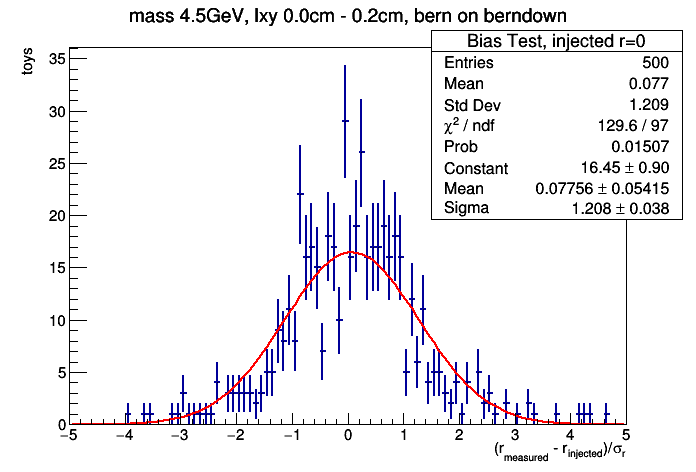 mass 4.5GeV, lxy 0.0cm - 0.2cm, bern on berndown
Bias Test, injected r=0
Entries 500
Mean 0.077
Std Dev 1.209
χ² / ndf 129.6 / 97
Prob 0.01507
Constant 16.45 ± 0.90
Mean 0.07756 ± 0.05415
Sigma 1.208 ± 0.038
toys
35
30
25
20
15
10
5
0
−5 −4 −3 −2 −1 0 1 2 3 4 5
(r_measured - r_injected)/σ_r